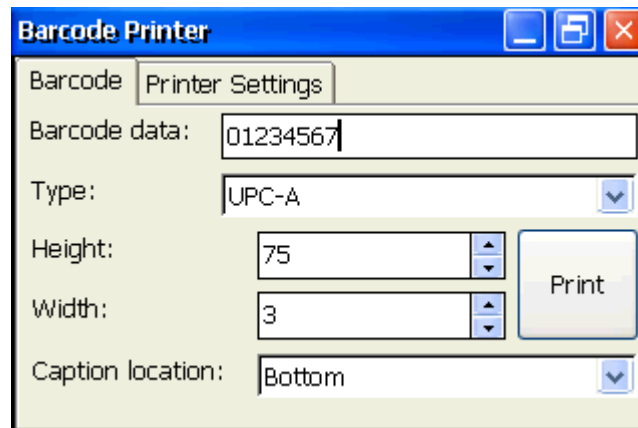 Barcode Printer
Barcode Printer Settings
Barcode data: 01234567
Type: UPC-A
Height: 75
Print
Width: 3
Caption location: Bottom